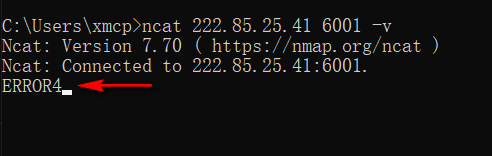 C:\Users\xmcp>ncat 222.85.25.41 6001 -v
Ncat: Version 7.70 ( https://nmap.org/ncat )
Ncat: Connected to 222.85.25.41:6001.
ERROR4